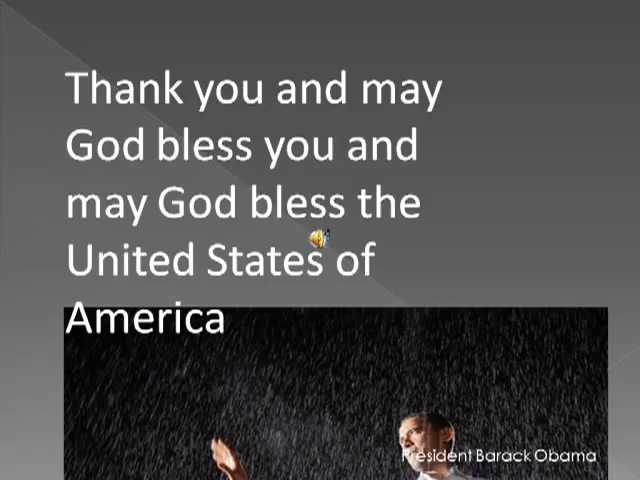 Thank you and may
God bless you and
may God bless the
United States of
America
President Barack Obama